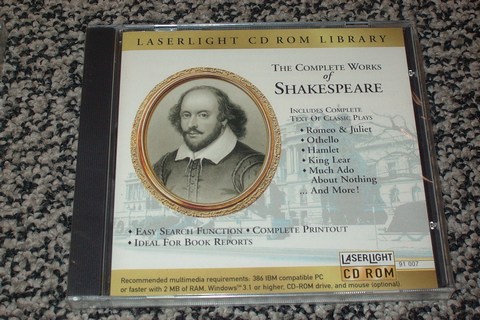 LASERLIGHT CD ROM LIBRARY
THE COMPLETE WORKS
of
SHAKESPEARE
INCLUDES COMPLETE
TEXT OF CLASSIC PLAYS
• Romeo & Juliet
• Othello
• Hamlet
• King Lear
• Much Ado
About Nothing
... And More!
• EASY SEARCH FUNCTION • COMPLETE PRINTOUT
• IDEAL FOR BOOK REPORTS
Recommended multimedia requirements: 386 IBM compatible PC
or faster with 2 MB of RAM, Windows™ 3.1 or higher, CD-ROM drive, and mouse (optional).
LASERLIGHT
CD ROM
91 007